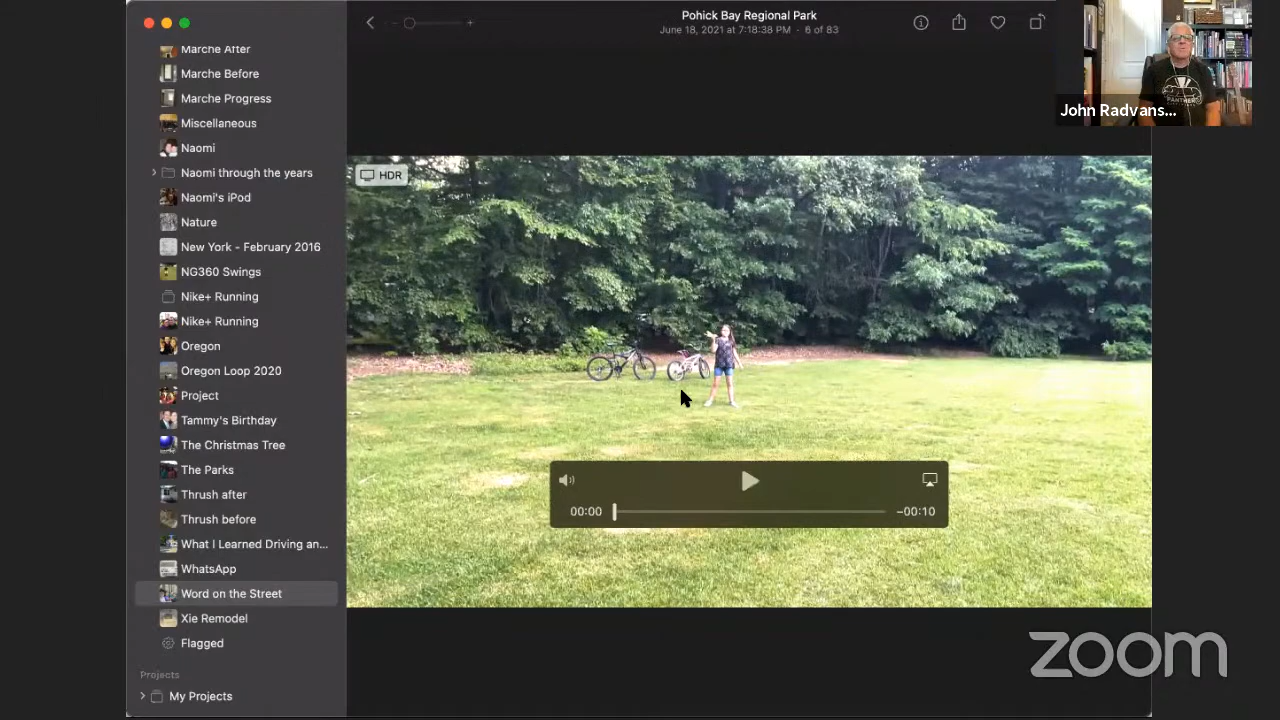 Pohick Bay Regional Park
June 18, 2021 at 7:18:38 PM · 6 of 83
John Radvans...
Marche After
Marche Before
Marche Progress
Miscellaneous
Naomi
Naomi through the years
Naomi's iPod
Nature
New York - February 2016
NG360 Swings
Nike+ Running
Nike+ Running
Oregon
Oregon Loop 2020
Project
Tammy's Birthday
The Christmas Tree
The Parks
Thrush after
Thrush before
What I Learned Driving an...
WhatsApp
Word on the Street
Xie Remodel
Flagged
Projects
My Projects
HDR
00:00
-00:10
PANTHER
zoom